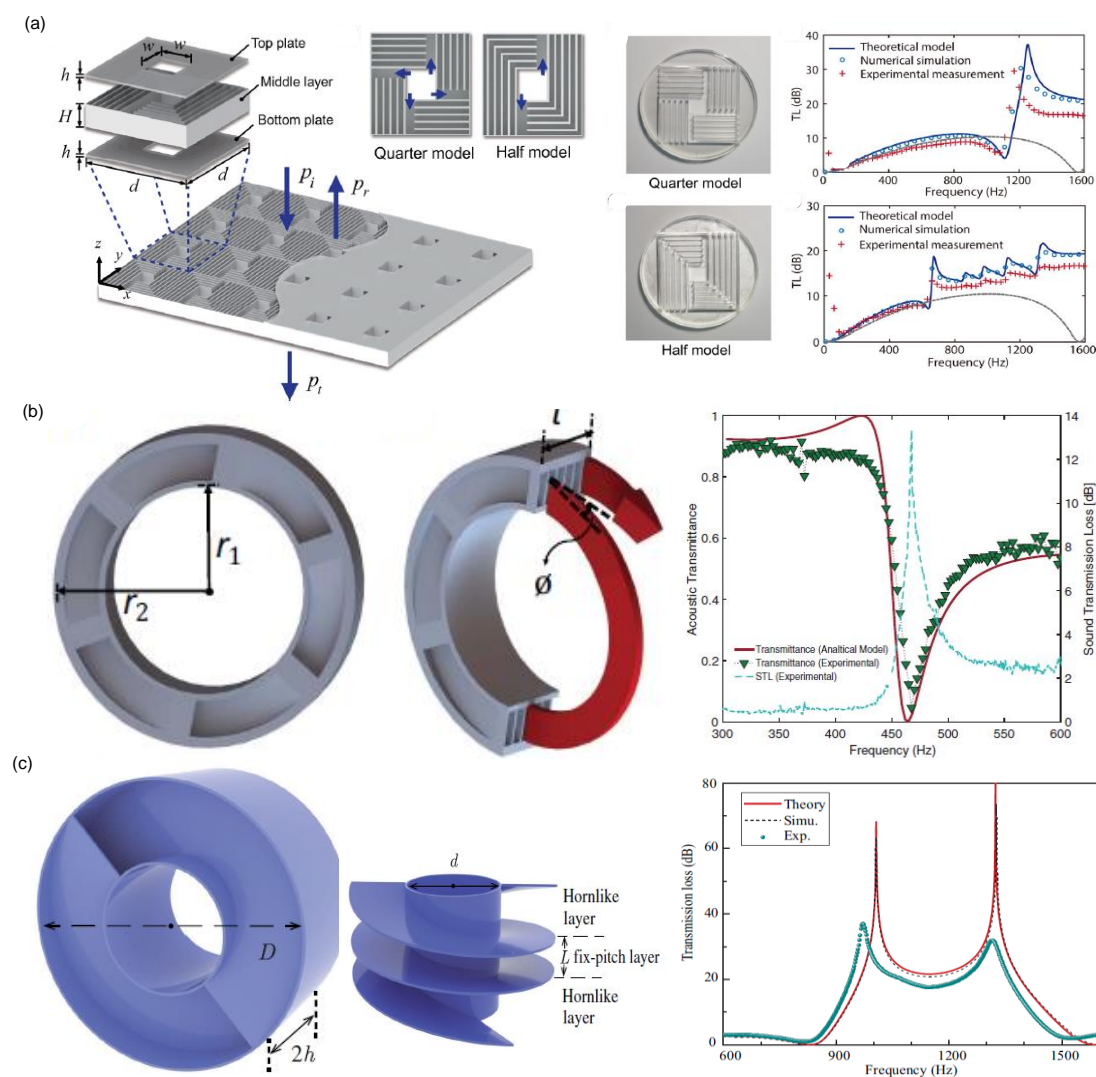 (a)
w w
Top plate
h
Middle layer
H
Bottom plate
h
d
d
Quarter model
Half model
p_i
p_r
z
y
x
p_t
Quarter model
Half model
TL (dB)
40
30
20
10
0
Theoretical model
Numerical simulation
Experimental measurement
0 400 800 1200 1600
Frequency (Hz)
TL (dB)
30
20
10
0
Theoretical model
Numerical simulation
Experimental measurement
0 400 800 1200 1600
Frequency (Hz)
(b)
r1
r2
ø
Acoustic Transmittance
1
0.8
0.6
0.4
0.2
0
Transmittance (Analtical Model)
Transmittance (Experimental)
STL (Experimental)
300 350 400 450 500 550 600
Frequency (Hz)
14
12
10
8
6
4
2
0
Sound Transmission Loss [dB]
(c)
D
2h
d
Hornlike
layer
L fix-pitch layer
Hornlike
layer
Transmission loss (dB)
80
60
40
20
0
Theory
Simu.
Exp.
600 900 1200 1500
Frequency (Hz)